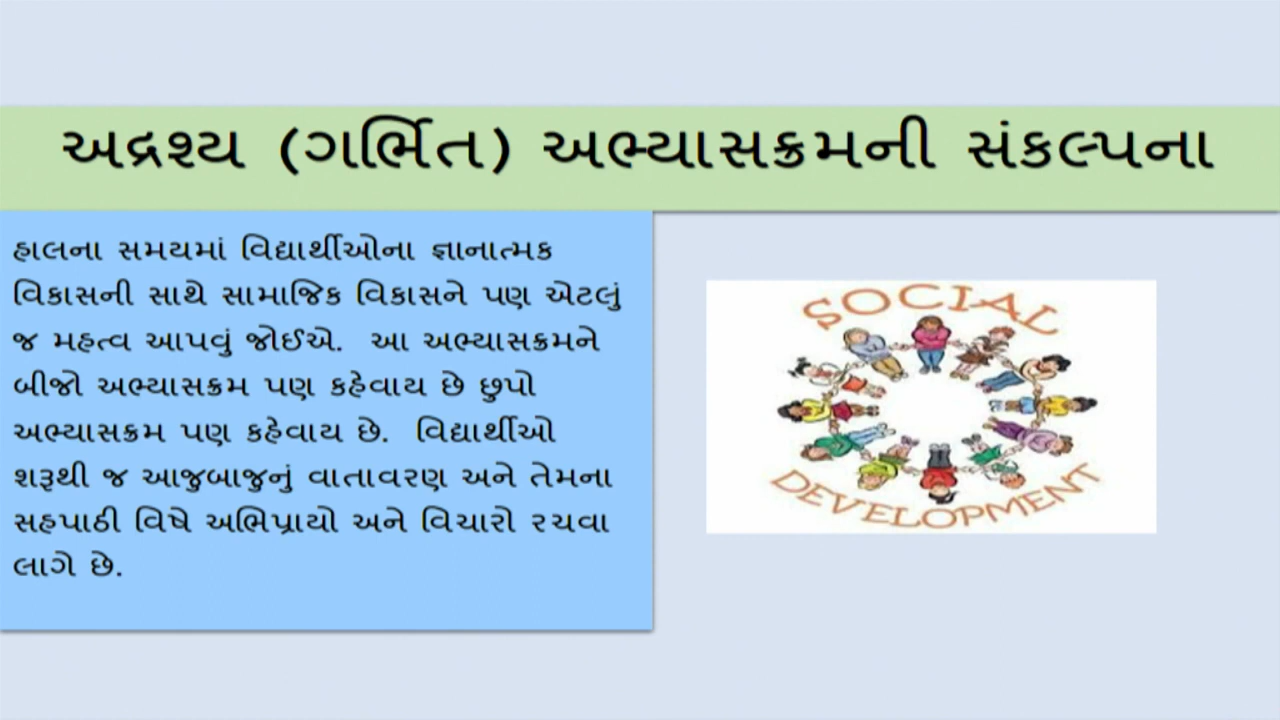 અદ્રશ્ય (ગર્ભિત) અભ્યાસક્રમની સંકલ્પના
હાલના સમયમાં વિદ્યાર્થીઓના જ્ઞાનાત્મક
વિકાસની સાથે સામાજિક વિકાસને પણ એટલું
જ મહત્વ આપવું જોઈએ. આ અભ્યાસક્રમને
બીજો અભ્યાસક્રમ પણ કહેવાય છે છુપો
અભ્યાસક્રમ પણ કહેવાય છે. વિદ્યાર્થીઓ
શરૂથી જ આજુબાજુનું વાતાવરણ અને તેમના
સહપાઠી વિષે અભિપ્રાયો અને વિચારો રચવા
લાગે છે.
SOCIAL
DEVELOPMENT